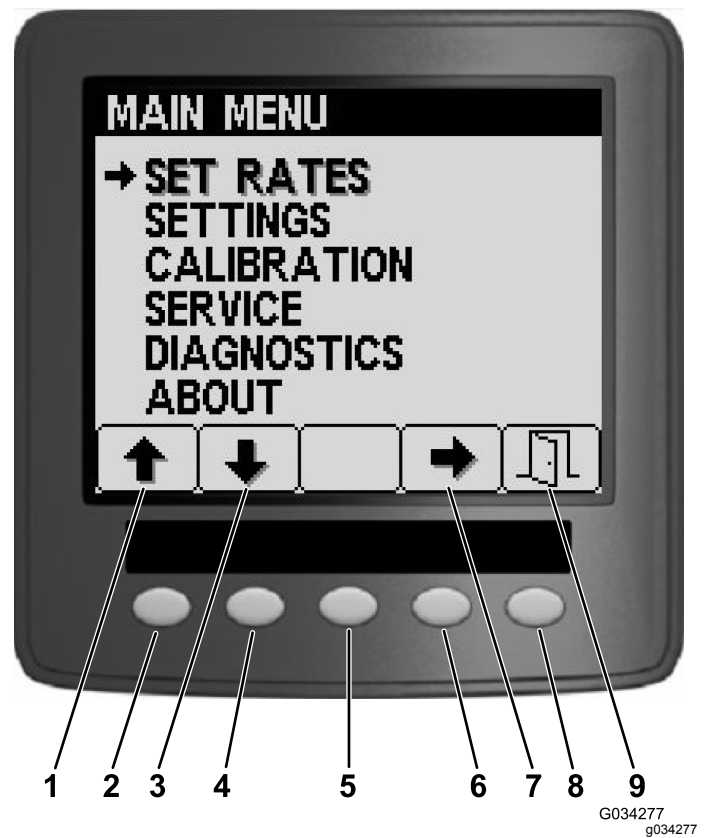 MAIN MENU
SET RATES
SETTINGS
CALIBRATION
SERVICE
DIAGNOSTICS
ABOUT
1 2 3 4 5 6 7 8 9
G034277
g034277